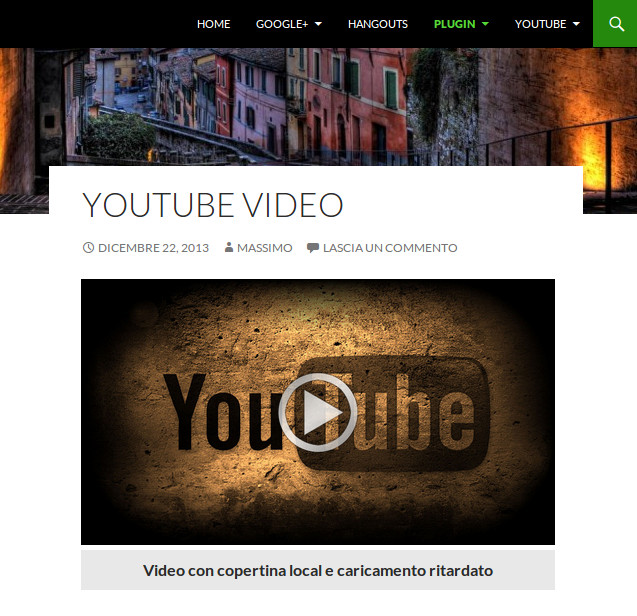 HOME GOOGLE+ HANGOUTS PLUGIN YOUTUBE
YOUTUBE VIDEO
DICEMBRE 22, 2013 MASSIMO LASCIA UN COMMENTO
YouTube
Video con copertina local e caricamento ritardato